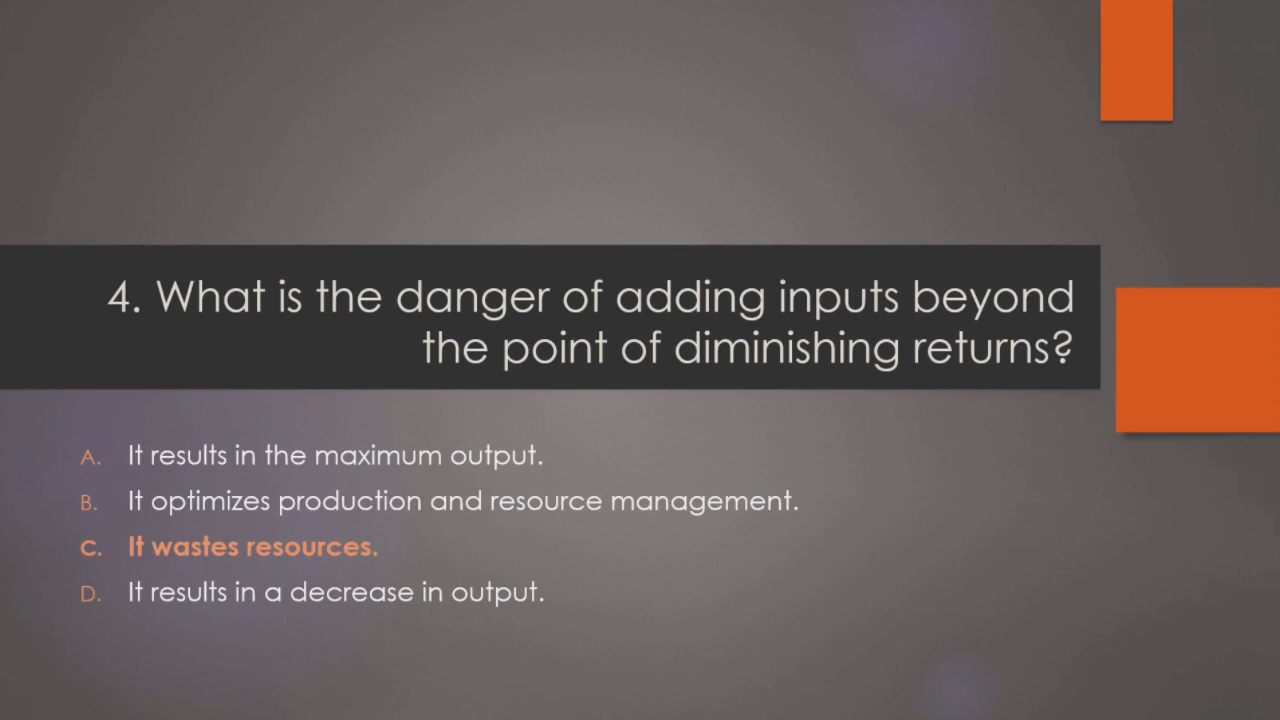 4. What is the danger of adding inputs beyond
the point of diminishing returns?
A. It results in the maximum output.
B. It optimizes production and resource management.
C. It wastes resources.
D. It results in a decrease in output.